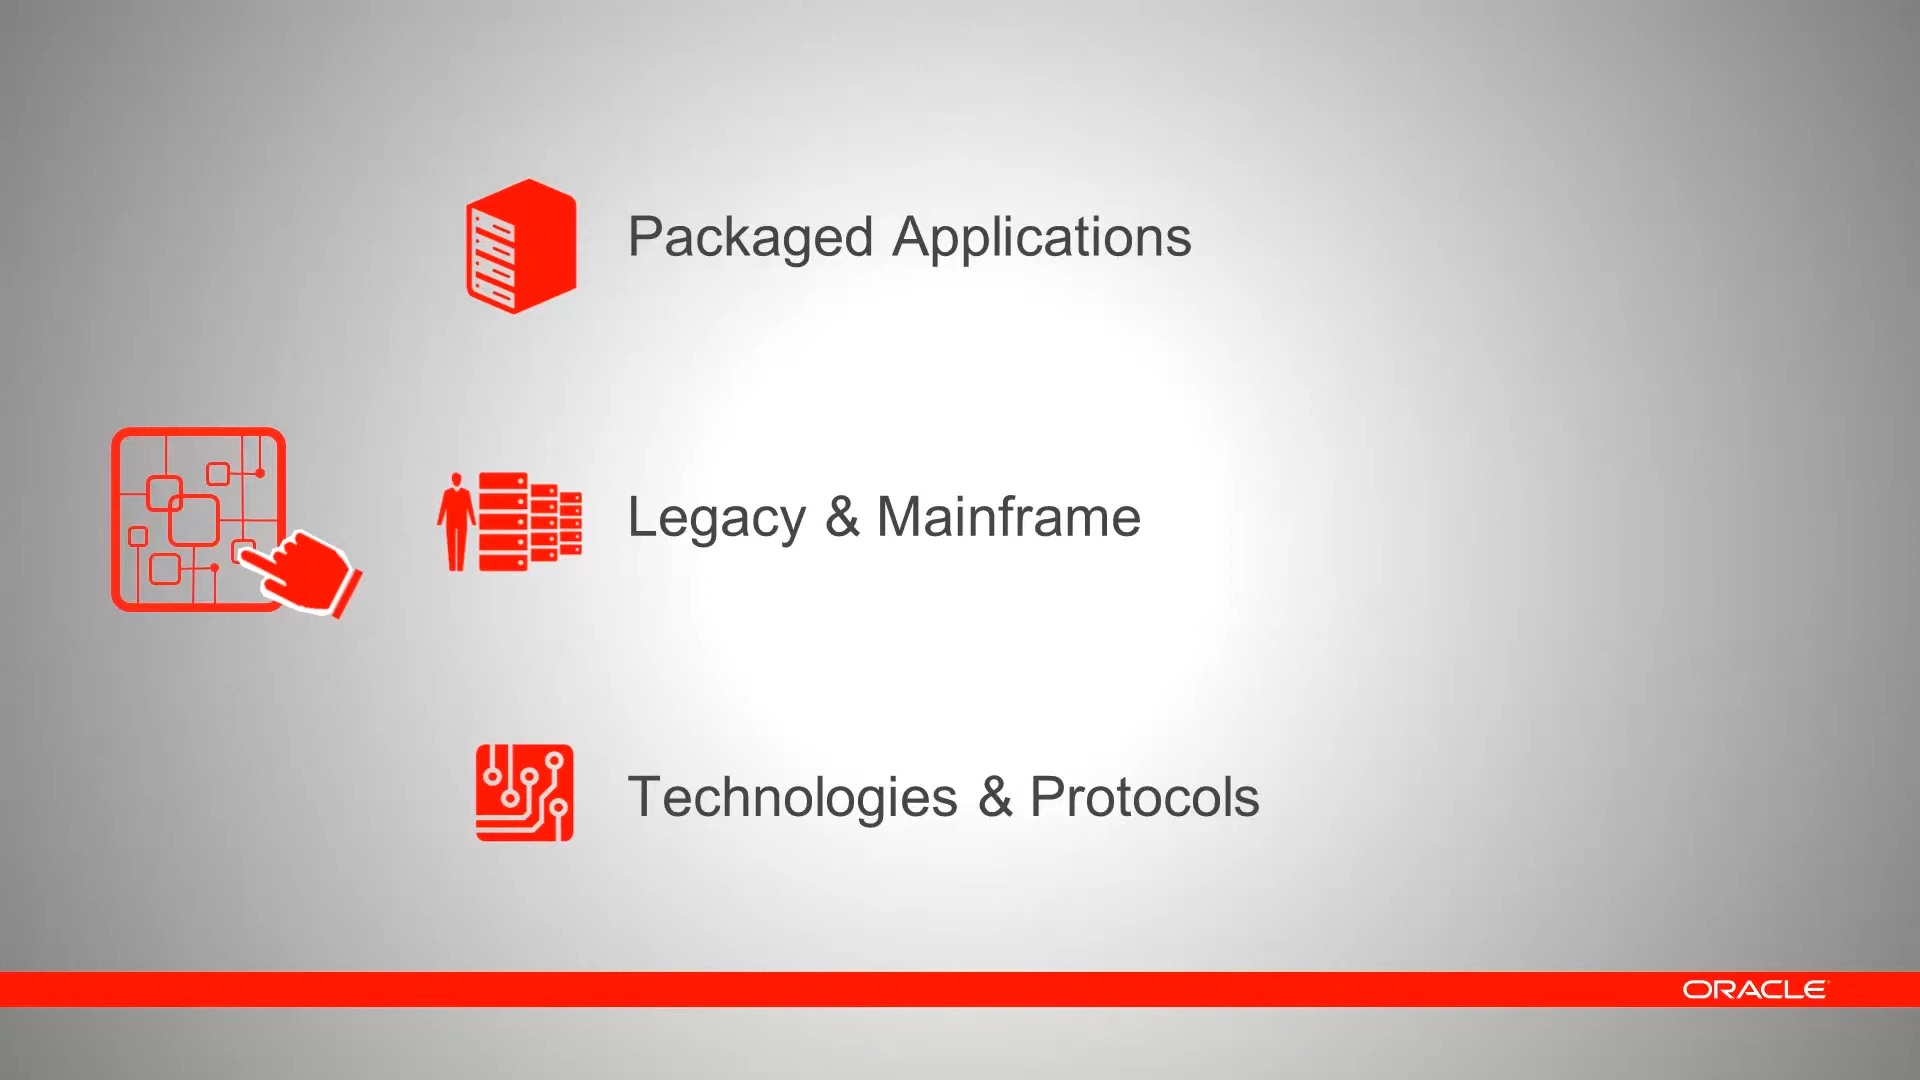 Packaged Applications
Legacy & Mainframe
Technologies & Protocols
ORACLE